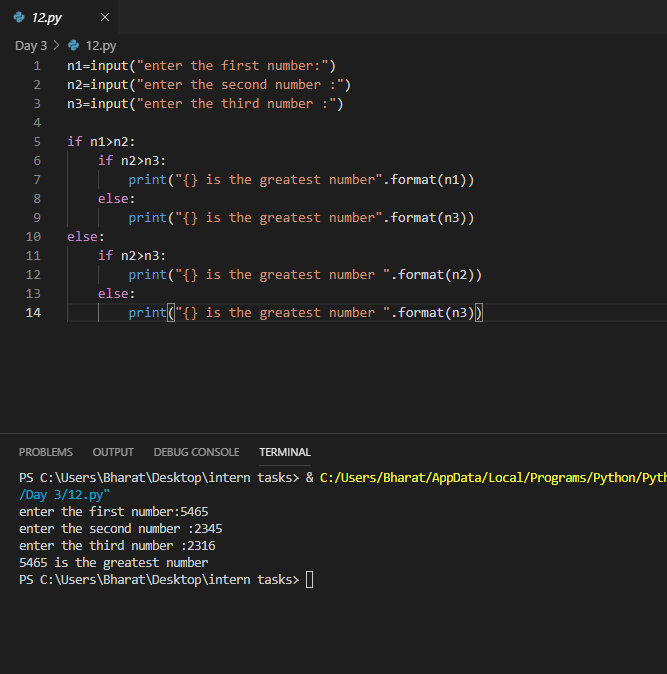 12.py
Day 3 > 12.py
1 n1=input("enter the first number:")
2 n2=input("enter the second number :")
3 n3=input("enter the third number :")
4
5 if n1>n2:
6     if n2>n3:
7         print("{} is the greatest number".format(n1))
8     else:
9         print("{} is the greatest number".format(n3))
10 else:
11     if n2>n3:
12         print("{} is the greatest number ".format(n2))
13     else:
14         print("{} is the greatest number ".format(n3))
PROBLEMS OUTPUT DEBUG CONSOLE TERMINAL
PS C:\Users\Bharat\Desktop\intern tasks> & C:/Users/Bharat/AppData/Local/Programs/Python/Pyth
/Day 3/12.py"
enter the first number:5465
enter the second number :2345
enter the third number :2316
5465 is the greatest number
PS C:\Users\Bharat\Desktop\intern tasks>